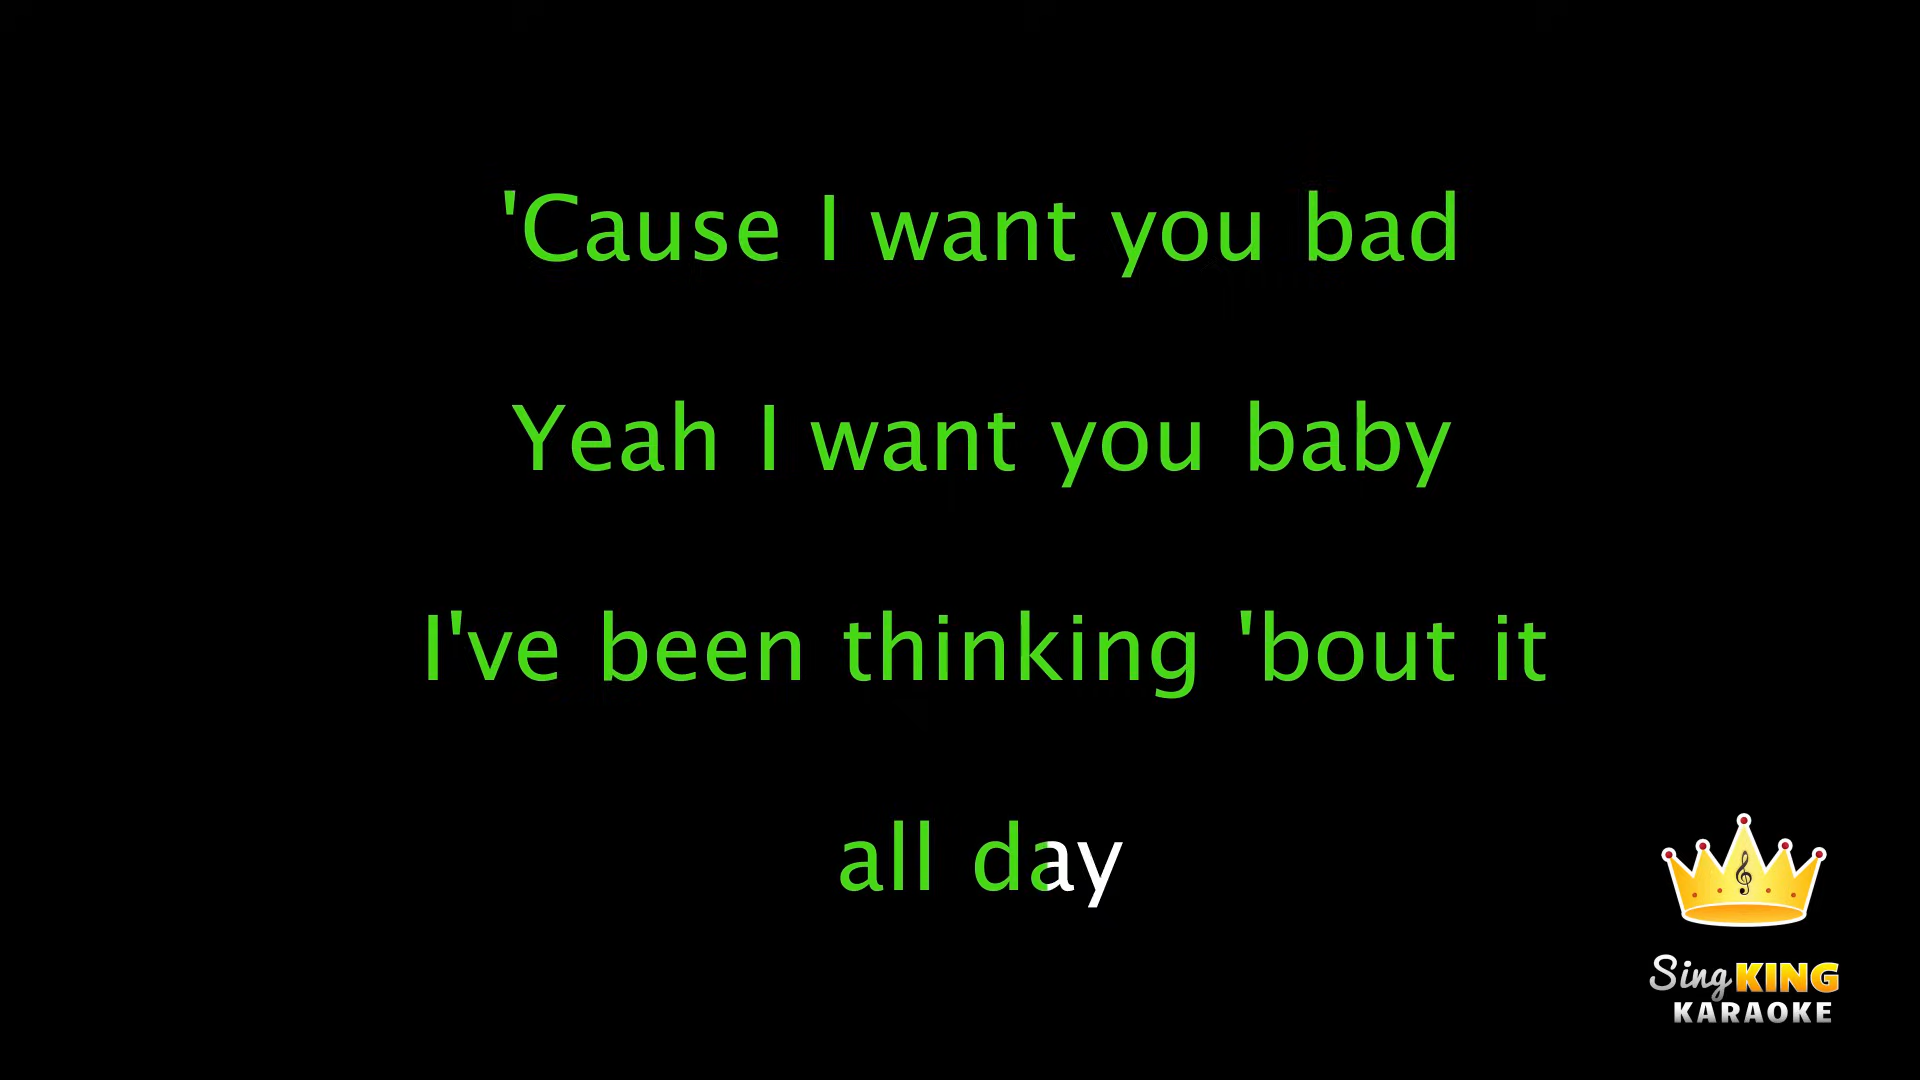 'Cause I want you bad
Yeah I want you baby
I've been thinking 'bout it
all day
Sing KING
KARAOKE